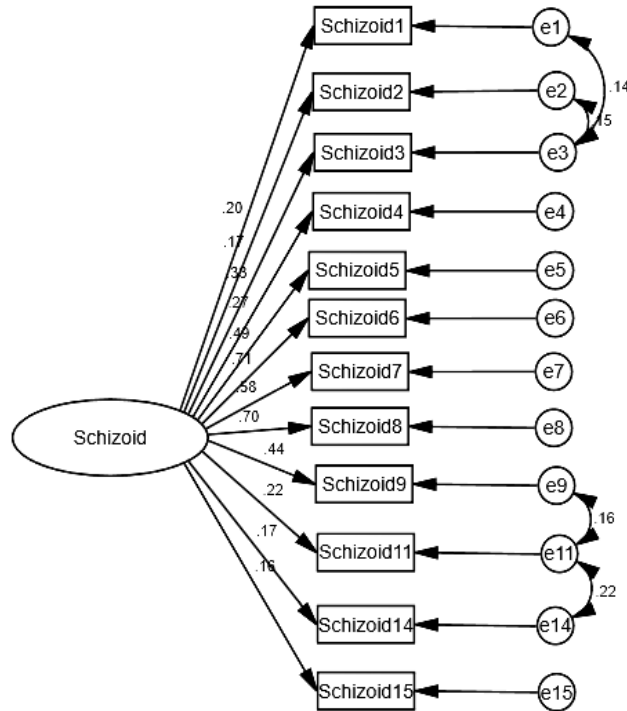 Schizoid1
e1
.14
Schizoid2
e2
.15
Schizoid3
e3
Schizoid4
e4
.20
.17
.33
Schizoid5
e5
.27
Schizoid6
e6
.49
.71
Schizoid7
e7
.58
.70
Schizoid8
e8
Schizoid
.44
Schizoid9
e9
.22
.16
.17
Schizoid11
e11
.16
.22
Schizoid14
e14
Schizoid15
e15